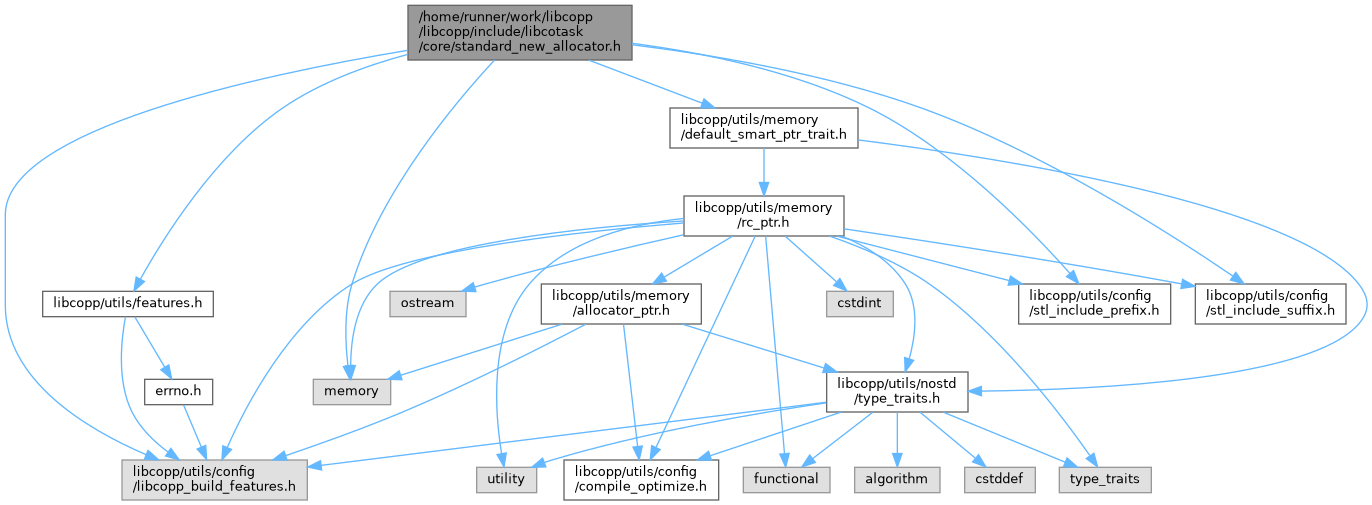 /home/runner/work/libcopp
/libcopp/include/libcotask
/core/standard_new_allocator.h
libcopp/utils/memory
/default_smart_ptr_trait.h
libcopp/utils/memory
/rc_ptr.h
libcopp/utils/features.h
ostream
libcopp/utils/memory
/allocator_ptr.h
cstdint
libcopp/utils/config
/stl_include_prefix.h
libcopp/utils/config
/stl_include_suffix.h
errno.h
memory
libcopp/utils/nostd
/type_traits.h
libcopp/utils/config
/libcopp_build_features.h
utility
libcopp/utils/config
/compile_optimize.h
functional
algorithm
cstddef
type_traits